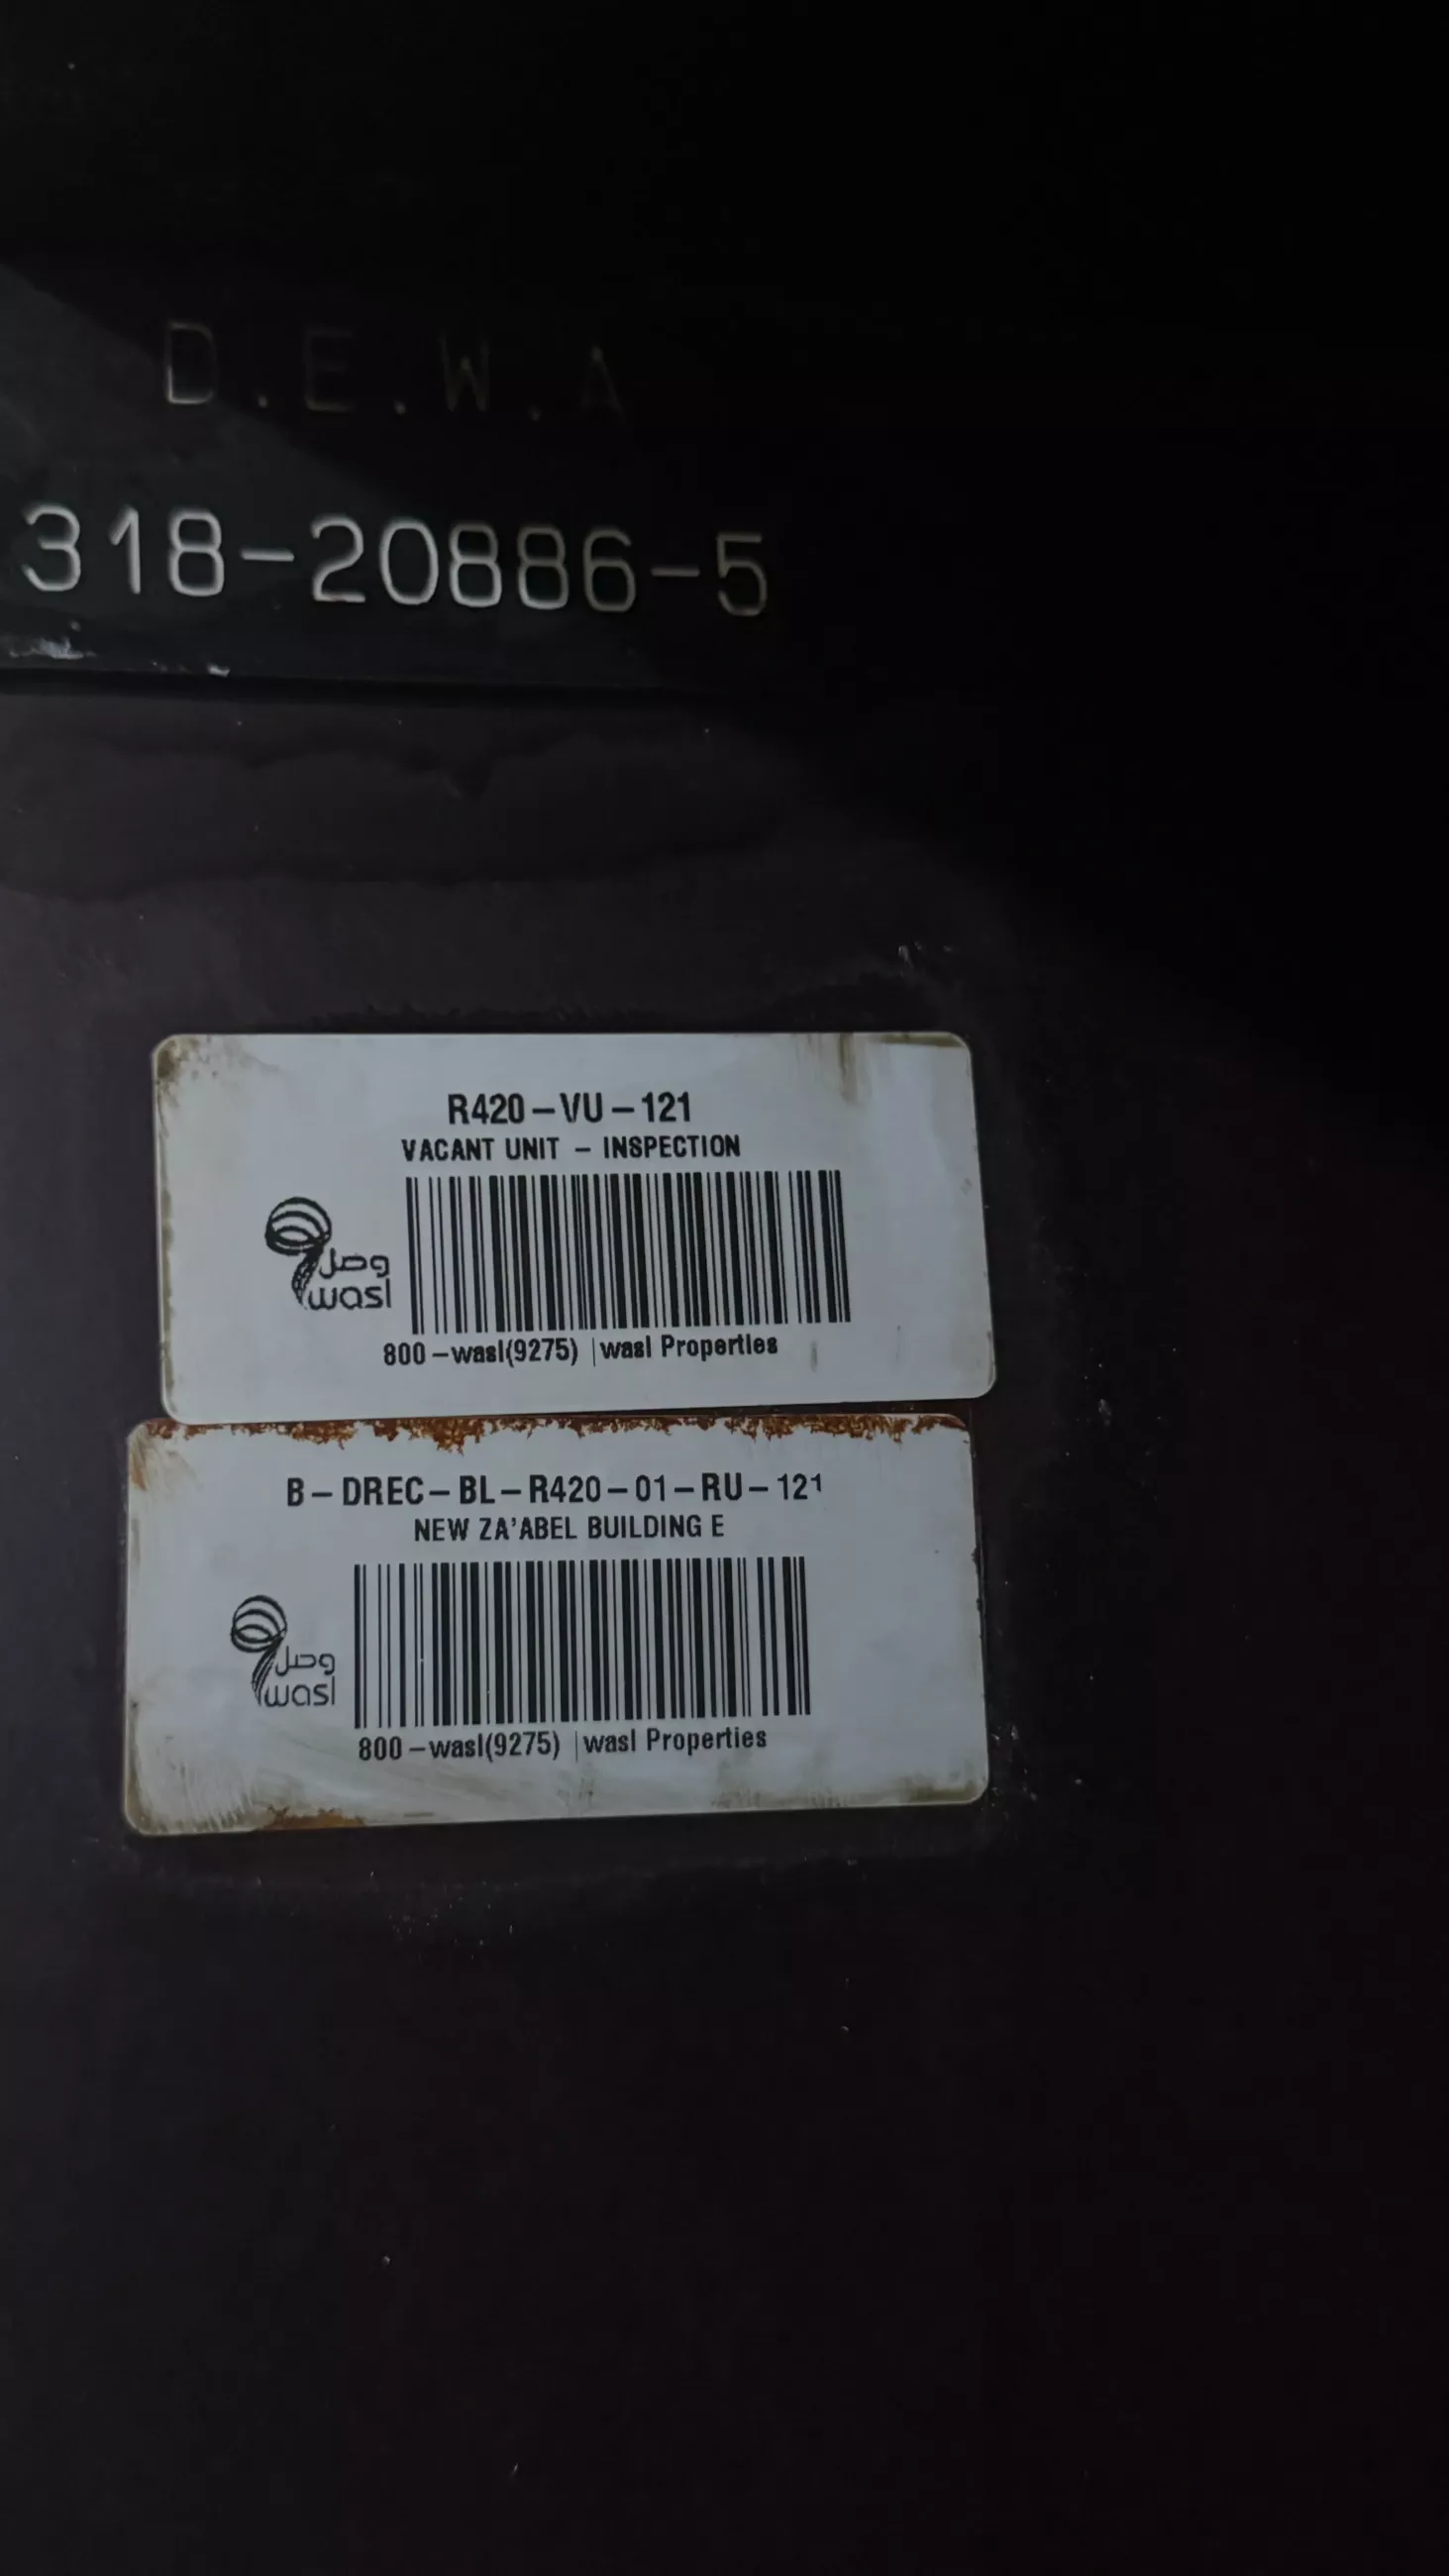 D.E.W.A
318-20886-5
R420-VU-121
VACANT UNIT - INSPECTION
وصل
wasl
800-wasl(9275) |wasl Properties
B-DREC-BL-R420-01-RU-121
NEW ZA'ABEL BUILDING E
وصل
wasl
800-wasl(9275) |wasl Properties